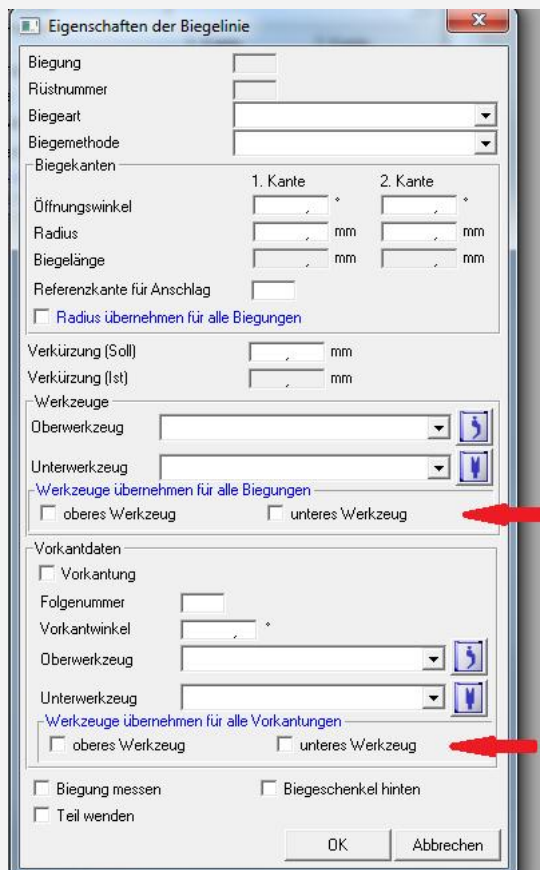 Eigenschaften der Biegelinie
Biegung
Rüstnummer
Biegeart
Biegemethode
Biegekanten
1. Kante 2. Kante
Öffnungswinkel , ° , °
Radius , mm , mm
Biegelänge , mm , mm
Referenzkante für Anschlag
Radius übernehmen für alle Biegungen
Verkürzung (Soll) , mm
Verkürzung (Ist) , mm
Werkzeuge
Oberwerkzeug
Unterwerkzeug
Werkzeuge übernehmen für alle Biegungen
oberes Werkzeug unteres Werkzeug
Vorkantdaten
Vorkantung
Folgenummer
Vorkantwinkel , °
Oberwerkzeug
Unterwerkzeug
Werkzeuge übernehmen für alle Vorkantungen
oberes Werkzeug unteres Werkzeug
Biegung messen Biegeschenkel hinten
Teil wenden
OK Abbrechen